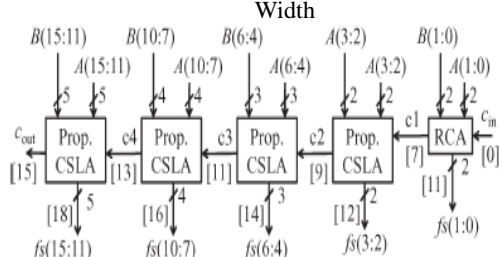 Width
B(15:11) B(10:7) B(6:4) A(3:2) B(1:0)
A(15:11) A(10:7) A(6:4) A(3:2) A(1:0)
5 5 4 4 3 3 2 2 2 2
c_out Prop. CSLA c4 Prop. CSLA c3 Prop. CSLA c2 Prop. CSLA c1 RCA c_in
[15] [13] [11] [9] [7] [0]
[18] 5 [16] 4 [14] 3 [12] 2 [11] 2
fs(15:11) fs(10:7) fs(6:4) fs(3:2) fs(1:0)